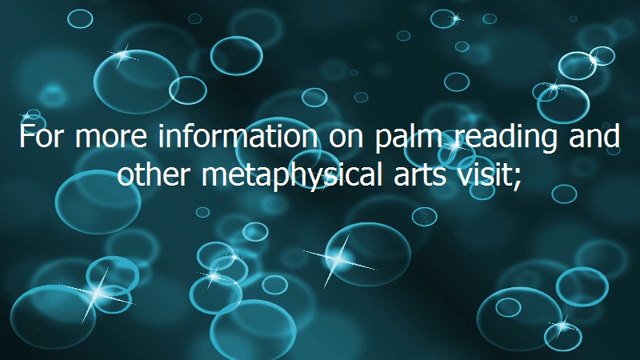 For more information on palm reading and
other metaphysical arts visit;